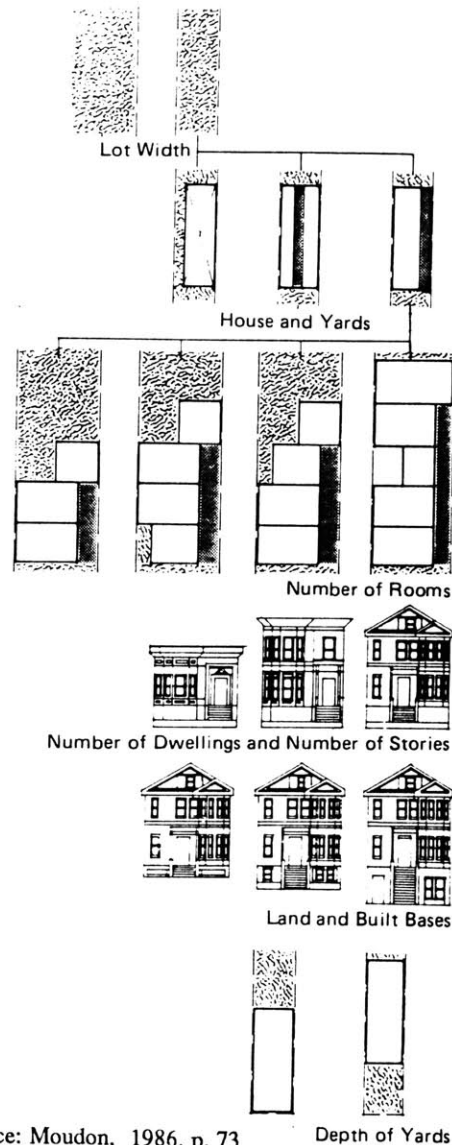 Lot Width
House and Yards
Number of Rooms
Number of Dwellings and Number of Stories
Land and Built Bases
Depth of Yards
ce: Moudon, 1986, p. 73